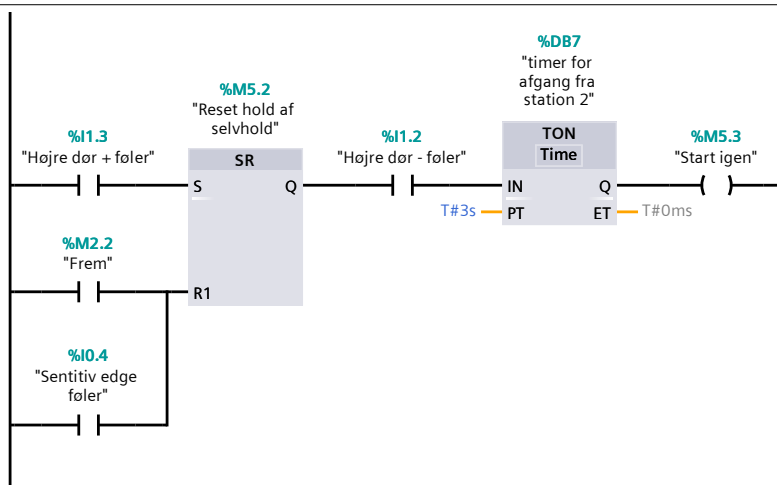 %DB7
"timer for
afgang fra
station 2"
%M5.2
"Reset hold af
selvhold"
%I1.3
"Højre dør + føler"
SR
S
Q
R1
%I1.2
"Højre dør - føler"
TON
Time
IN
Q
T#3s
PT
ET
T#0ms
%M5.3
"Start igen"
%M2.2
"Frem"
%I0.4
"Sentitiv edge
føler"